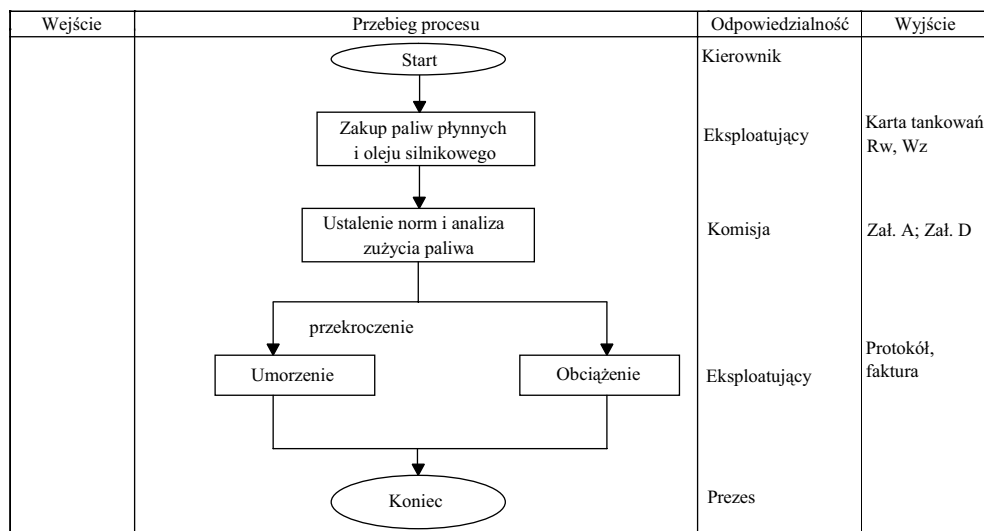 Wejście
Przebieg procesu
Odpowiedzialność
Wyjście
Start
Kierownik
Zakup paliw płynnych
i oleju silnikowego
Eksploatujący
Karta tankowań
Rw, Wz
Ustalenie norm i analiza
zużycia paliwa
Komisja
Zał. A; Zał. D
przekroczenie
Umorzenie
Obciążenie
Eksploatujący
Protokół,
faktura
Koniec
Prezes